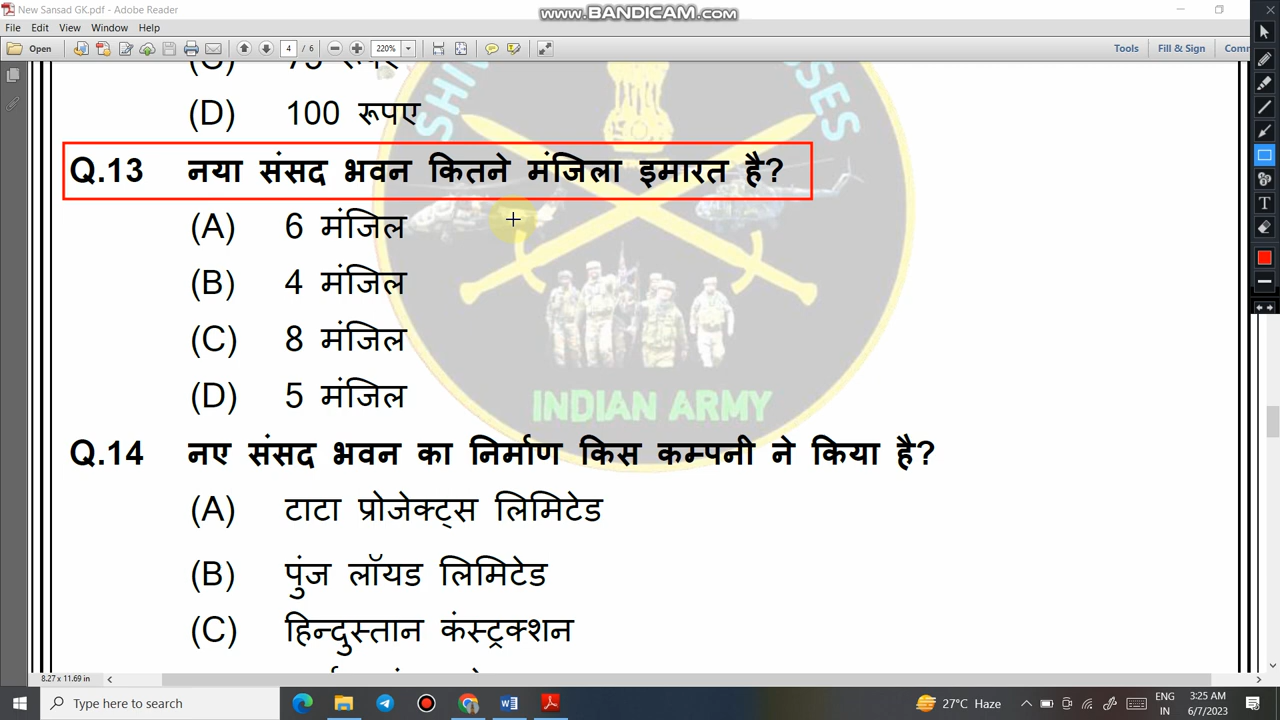 New Sansad GK.pdf - Adobe Reader
www.BANDICAM.com
File Edit View Window Help
Open 4 / 6 220% Tools Fill & Sign Comm
(D) 100 रूपए
Q.13 नया संसद भवन कितने मंजिला इमारत है?
(A) 6 मंजिल
(B) 4 मंजिल
(C) 8 मंजिल
(D) 5 मंजिल
INDIAN ARMY
Q.14 नए संसद भवन का निर्माण किस कम्पनी ने किया है?
(A) टाटा प्रोजेक्ट्स लिमिटेड
(B) पुंज लॉयड लिमिटेड
(C) हिन्दुस्तान कंस्ट्रक्शन
8.27 x 11.69 in
Type here to search
27°C Haze
ENG
IN
3:25 AM
6/7/2023